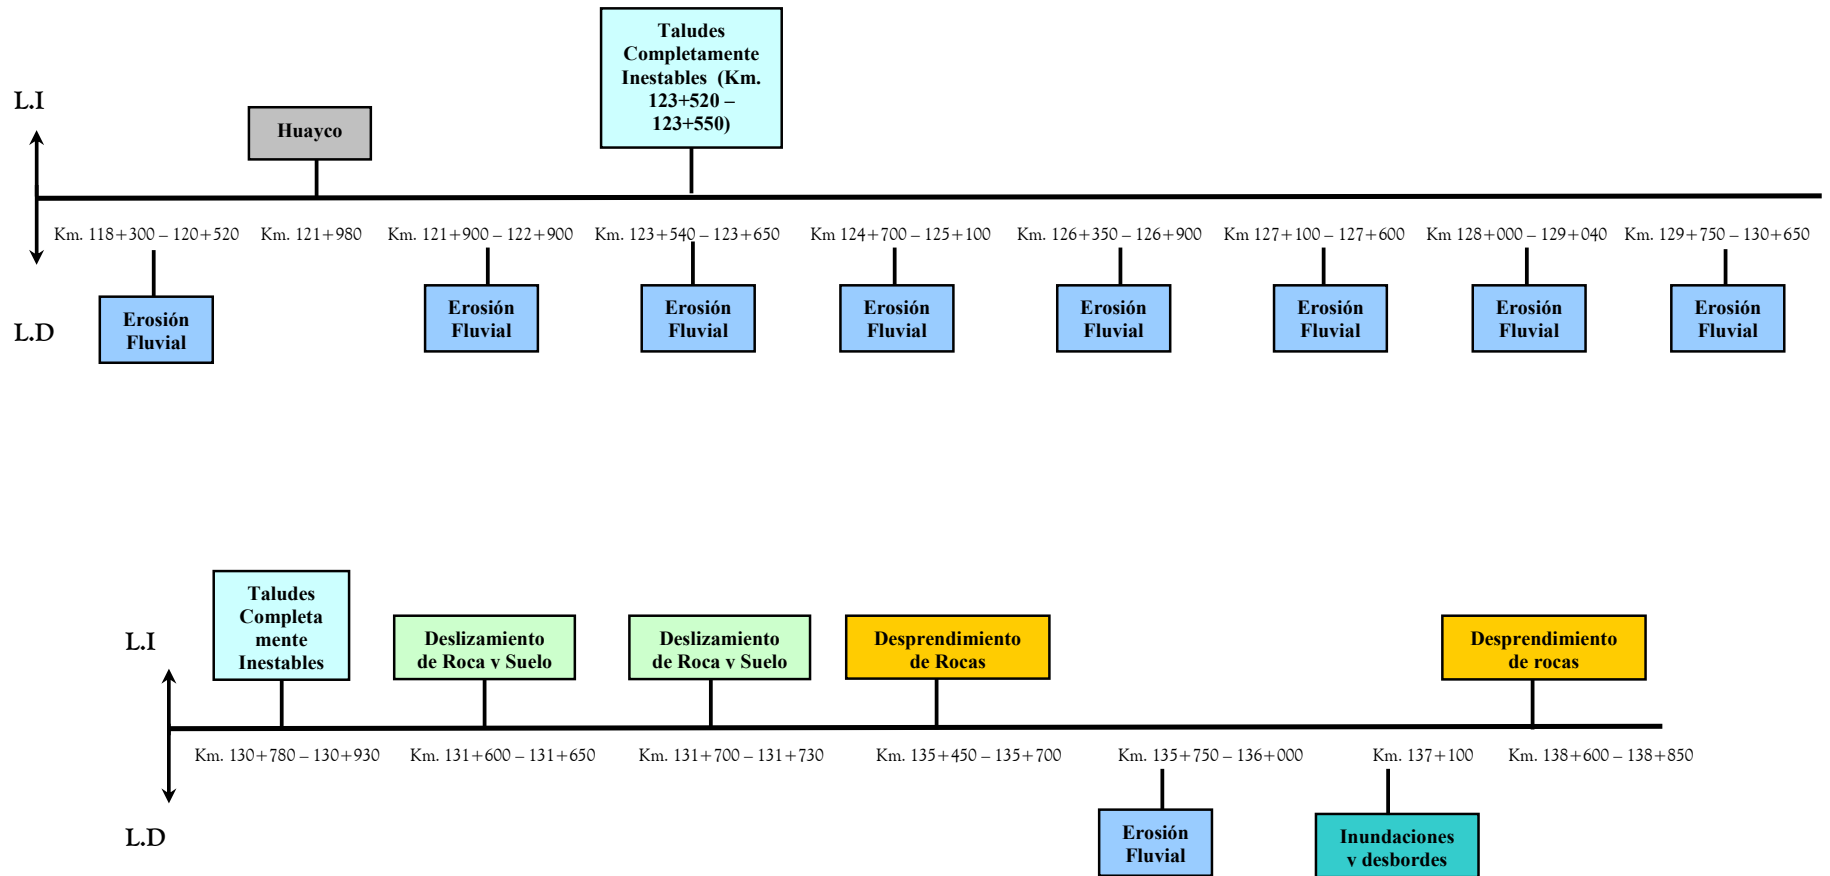 Taludes
Completamente
Inestables (Km.
123+520 –
123+550)
L.I
Huayco
Km. 118+300 – 120+520
Km. 121+980
Km. 121+900 – 122+900
Km. 123+540 – 123+650
Km 124+700 – 125+100
Km. 126+350 – 126+900
Km 127+100 – 127+600
Km 128+000 – 129+040
Km. 129+750 – 130+650
L.D
Erosión
Fluvial
Erosión
Fluvial
Erosión
Fluvial
Erosión
Fluvial
Erosión
Fluvial
Erosión
Fluvial
Erosión
Fluvial
Erosión
Fluvial
L.I
Taludes
Completa
mente
Inestables
Deslizamiento
de Roca y Suelo
Deslizamiento
de Roca y Suelo
Desprendimiento
de Rocas
Desprendimiento
de rocas
Km. 130+780 – 130+930
Km. 131+600 – 131+650
Km. 131+700 – 131+730
Km. 135+450 – 135+700
Km. 135+750 – 136+000
Km. 137+100
Km. 138+600 – 138+850
L.D
Erosión
Fluvial
Inundaciones
y desbordes